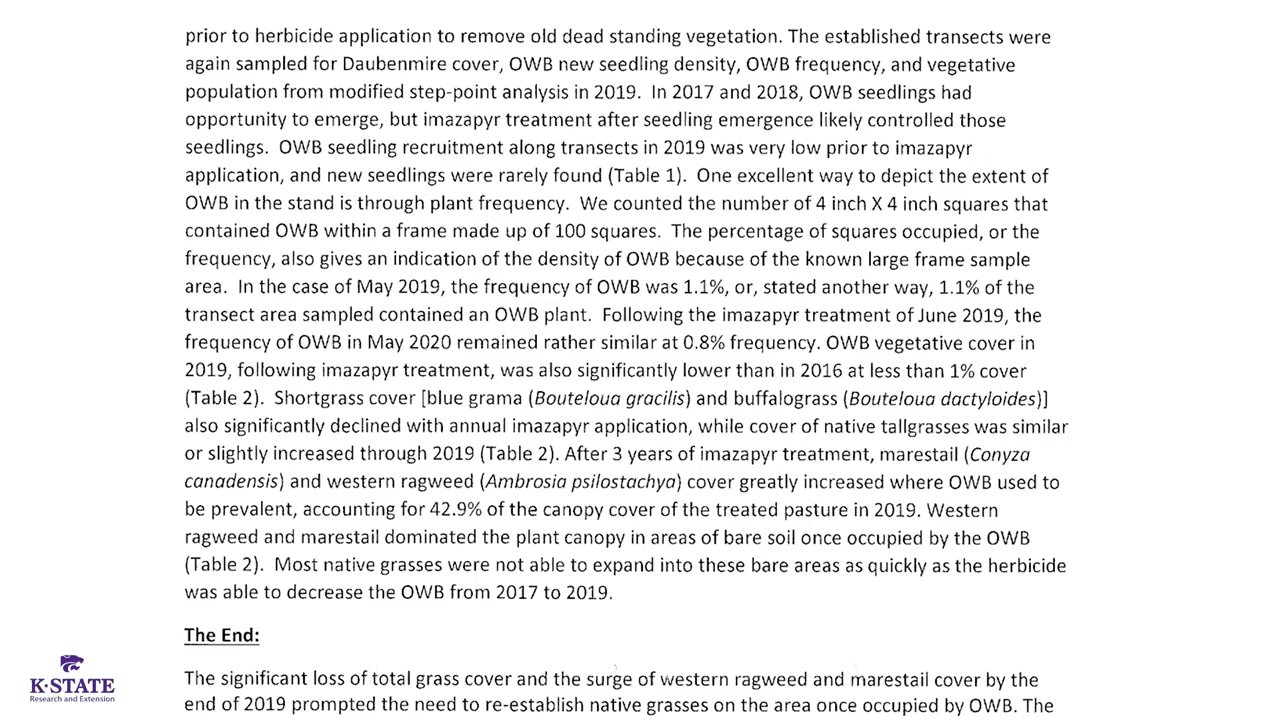 prior to herbicide application to remove old dead standing vegetation. The established transects were
again sampled for Daubenmire cover, OWB new seedling density, OWB frequency, and vegetative
population from modified step-point analysis in 2019. In 2017 and 2018, OWB seedlings had
opportunity to emerge, but imazapyr treatment after seedling emergence likely controlled those
seedlings. OWB seedling recruitment along transects in 2019 was very low prior to imazapyr
application, and new seedlings were rarely found (Table 1). One excellent way to depict the extent of
OWB in the stand is through plant frequency. We counted the number of 4 inch X 4 inch squares that
contained OWB within a frame made up of 100 squares. The percentage of squares occupied, or the
frequency, also gives an indication of the density of OWB because of the known large frame sample
area. In the case of May 2019, the frequency of OWB was 1.1%, or, stated another way, 1.1% of the
transect area sampled contained an OWB plant. Following the imazapyr treatment of June 2019, the
frequency of OWB in May 2020 remained rather similar at 0.8% frequency. OWB vegetative cover in
2019, following imazapyr treatment, was also significantly lower than in 2016 at less than 1% cover
(Table 2). Shortgrass cover [blue grama (Bouteloua gracilis) and buffalograss (Bouteloua dactyloides)]
also significantly declined with annual imazapyr application, while cover of native tallgrasses was similar
or slightly increased through 2019 (Table 2). After 3 years of imazapyr treatment, marestail (Conyza
canadensis) and western ragweed (Ambrosia psilostachya) cover greatly increased where OWB used to
be prevalent, accounting for 42.9% of the canopy cover of the treated pasture in 2019. Western
ragweed and marestail dominated the plant canopy in areas of bare soil once occupied by the OWB
(Table 2). Most native grasses were not able to expand into these bare areas as quickly as the herbicide
was able to decrease the OWB from 2017 to 2019.
The End:
The significant loss of total grass cover and the surge of western ragweed and marestail cover by the
end of 2019 prompted the need to re-establish native grasses on the area once occupied by OWB. The
K-STATE
Research and Extension